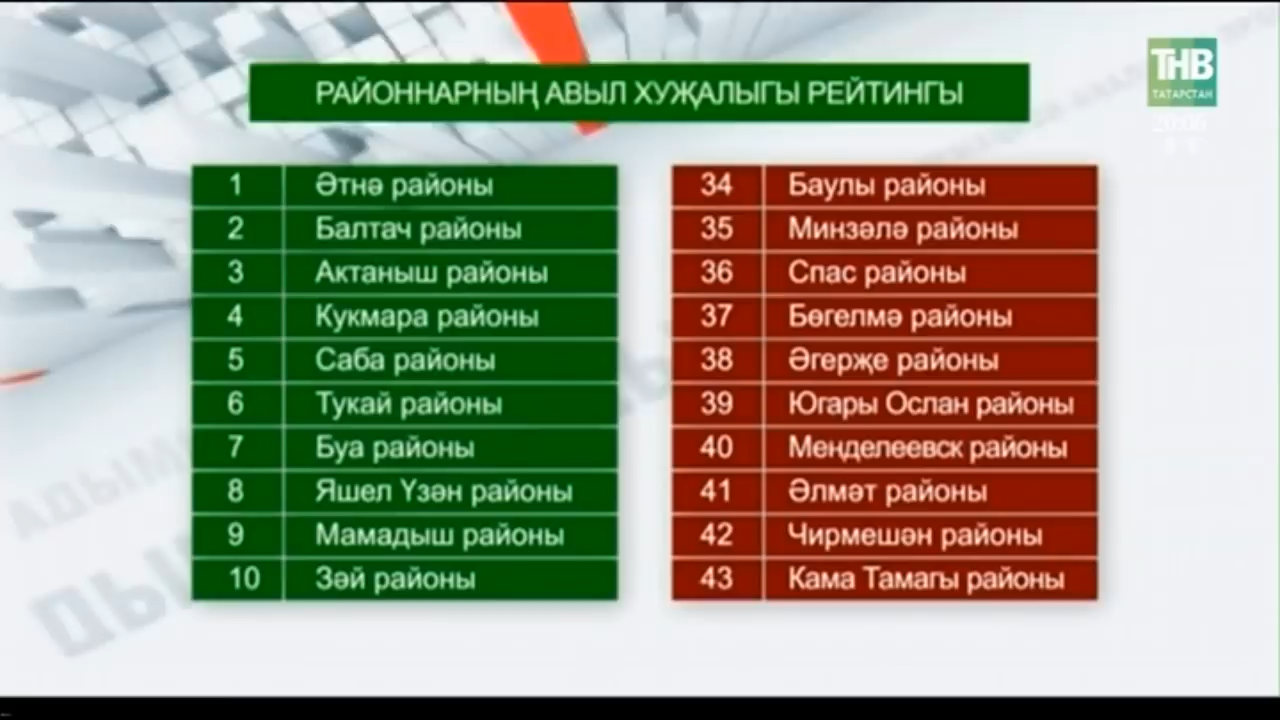 РАЙОННАРНЫҢ АВЫЛ ХУҖАЛЫГЫ РЕЙТИНГЫ
ТНВ
ТАТАРСТАН
20:06
1 Әтнә районы
2 Балтач районы
3 Актаныш районы
4 Кукмара районы
5 Саба районы
6 Тукай районы
7 Буа районы
8 Яшел Үзән районы
9 Мамадыш районы
10 Зәй районы
34 Баулы районы
35 Минзәлә районы
36 Спас районы
37 Бөгелмә районы
38 Әгерҗе районы
39 Югары Ослан районы
40 Меңделеевск районы
41 Әлмәт районы
42 Чирмешән районы
43 Кама Тамагы районы